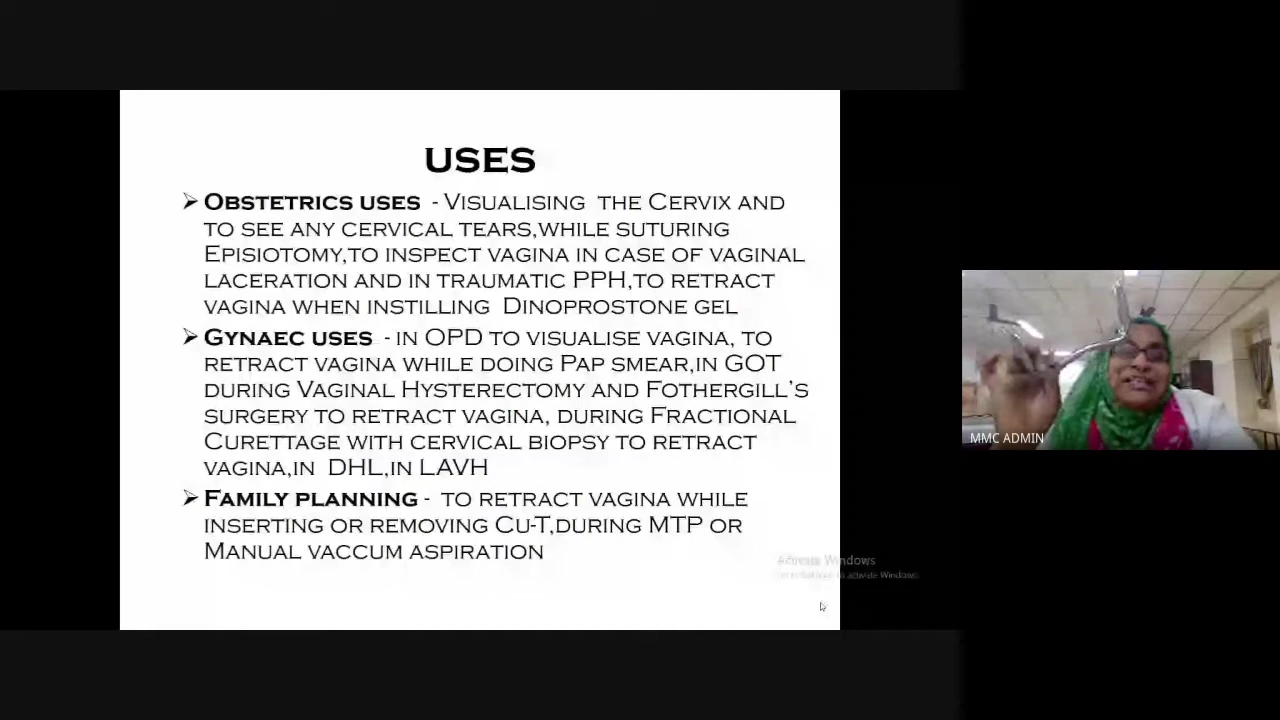 USES
➢ OBSTETRICS USES - VISUALISING THE CERVIX AND
TO SEE ANY CERVICAL TEARS,WHILE SUTURING
EPISIOTOMY,TO INSPECT VAGINA IN CASE OF VAGINAL
LACERATION AND IN TRAUMATIC PPH,TO RETRACT
VAGINA WHEN INSTILLING DINOPROSTONE GEL
➢ GYNAEC USES - IN OPD TO VISUALISE VAGINA, TO
RETRACT VAGINA WHILE DOING PAP SMEAR,IN GOT
DURING VAGINAL HYSTERECTOMY AND FOTHERGILL'S
SURGERY TO RETRACT VAGINA, DURING FRACTIONAL
CURETTAGE WITH CERVICAL BIOPSY TO RETRACT
VAGINA,IN DHL,IN LAVH
➢ FAMILY PLANNING - TO RETRACT VAGINA WHILE
INSERTING OR REMOVING CU-T,DURING MTP OR
MANUAL VACCUM ASPIRATION
Activate Windows
to activate Windows.
MMC ADMIN